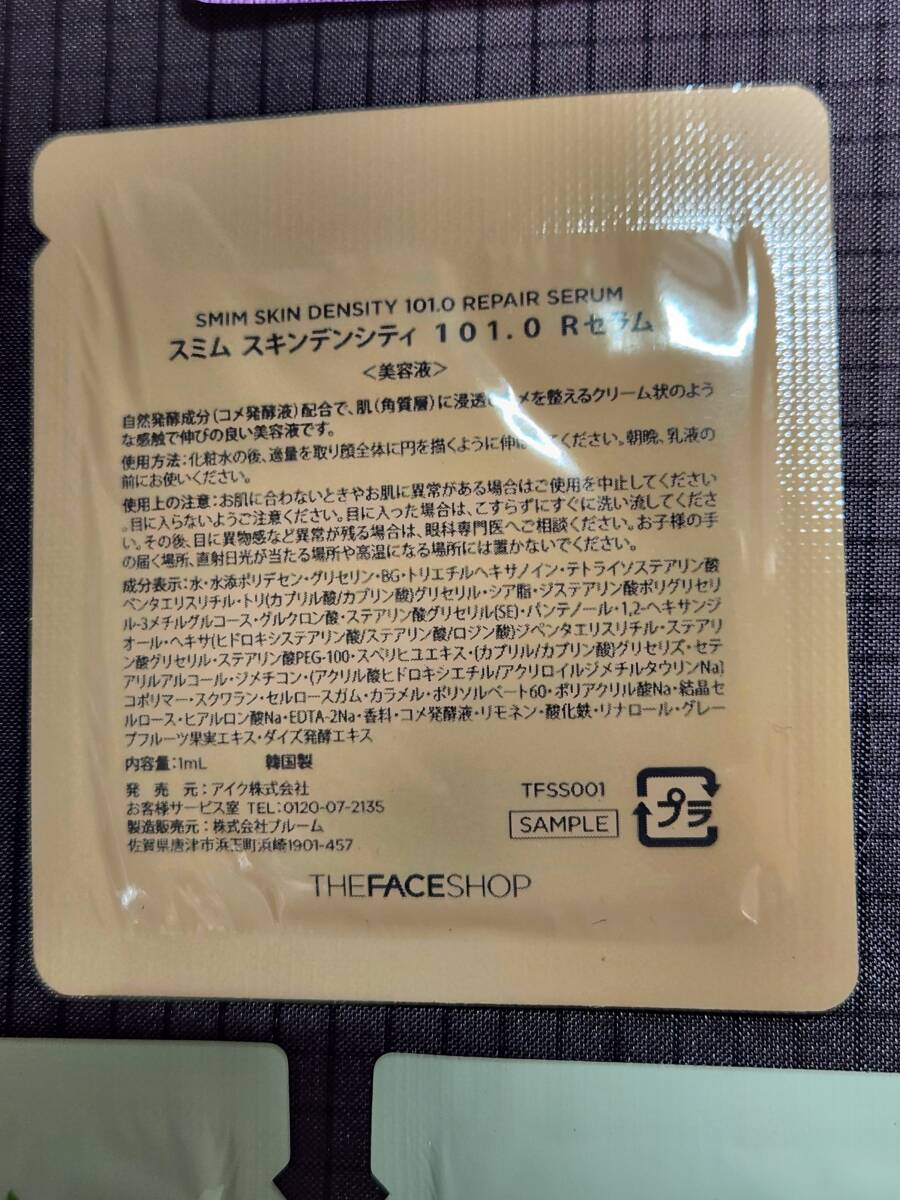 SMIM SKIN DENSITY 101.0 REPAIR SERUM
スミム スキンデンシティ 101.0 Rセラム
<美容液>
自然発酵成分(コメ発酵液)配合で、肌(角質層)に浸透 メを整えるクリーム状のよう
な感触で伸びの良い美容液です。
使用方法:化粧水の後、適量を取り顔全体に円を描くように伸ば てください。朝晩、乳液の
前にお使いください。
使用上の注意:お肌に合わないときやお肌に異常がある場合はご使用を中止してください
。目に入らないようご注意ください。目に入った場合は、こすらずにすぐに洗い流してくださ
い。その後、目に異物感など異常が残る場合は、眼科専門医へご相談ください。お子様の手
の届く場所、直射日光が当たる場所や高温になる場所には置かないでください。
成分表示:水・水添ポリデセン・グリセリン・BG・トリエチルヘキサノイン・テトライソステアリン酸
ペンタエリスリチル・トリ(カプリル酸/カプリン酸)グリセリル・シア脂・ジステアリン酸ポリグリセリ
ル-3メチルグルコース・グルクロン酸・ステアリン酸グリセリル(SE)・パンテノール・1,2-ヘキサンジ
オール・ヘキサ(ヒドロキシステアリン酸/ステアリン酸/ロジン酸)ジペンタエリスリチル・ステアリ
ン酸グリセリル・ステアリン酸PEG-100・スベリヒユエキス・(カプリル/カプリン酸)グリセリズ・セテ
アリルアルコール・ジメチコン・(アクリル酸ヒドロキシエチル/アクリロイルジメチルタウリンNa)
コポリマー・スクワラン・セルロースガム・カラメル・ポリソルベート60・ポリアクリル酸Na・結晶セ
ルロース・ヒアルロン酸Na・EDTA-2Na・香料・コメ発酵液・リモネン・酸化鉄・リナロール・グレー
プフルーツ果実エキス・ダイズ発酵エキス
内容量:1mL 韓国製
発 売 元:アイク株式会社
お客様サービス室 TEL:0120-07-2135
製造販売元:株式会社ブルーム
佐賀県唐津市浜玉町浜崎1901-457
TFSS001
SAMPLE
プラ
THEFACESHOP